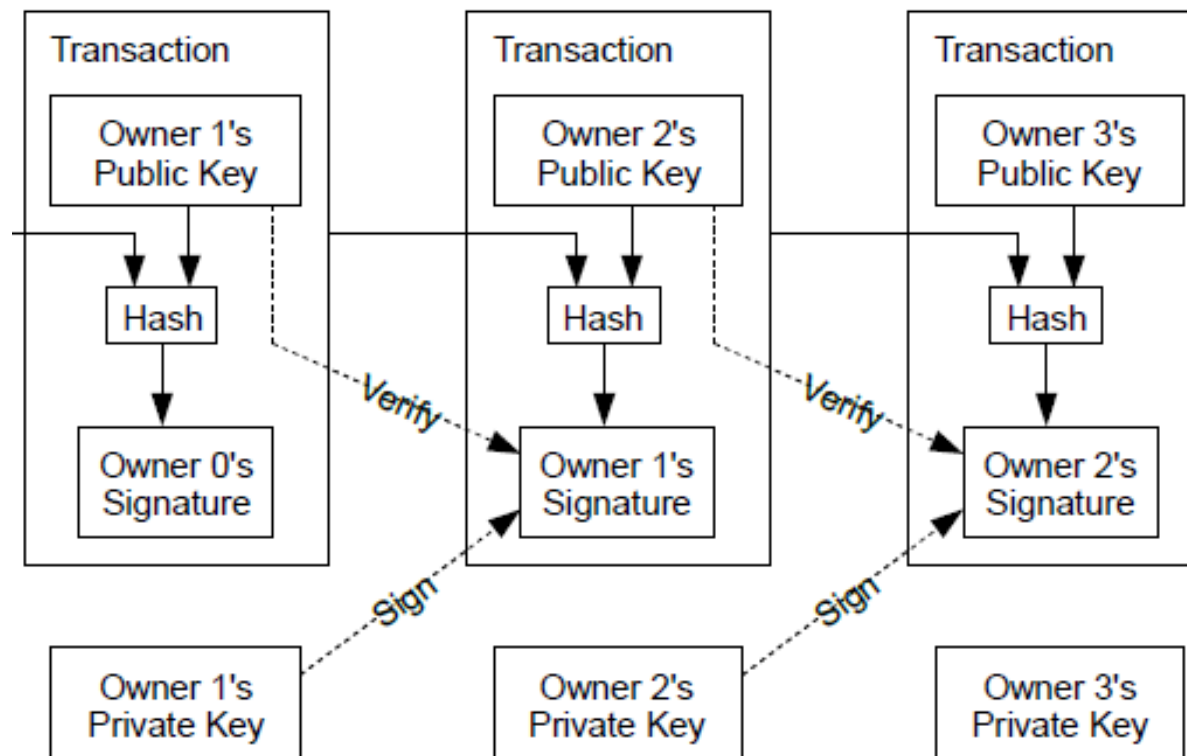 Transaction
Owner 1's
Public Key
Hash
Verify
Owner 0's
Signature
Sign
Owner 1's
Private Key
Transaction
Owner 2's
Public Key
Hash
Verify
Owner 1's
Signature
Sign
Owner 2's
Private Key
Transaction
Owner 3's
Public Key
Hash
Owner 2's
Signature
Owner 3's
Private Key